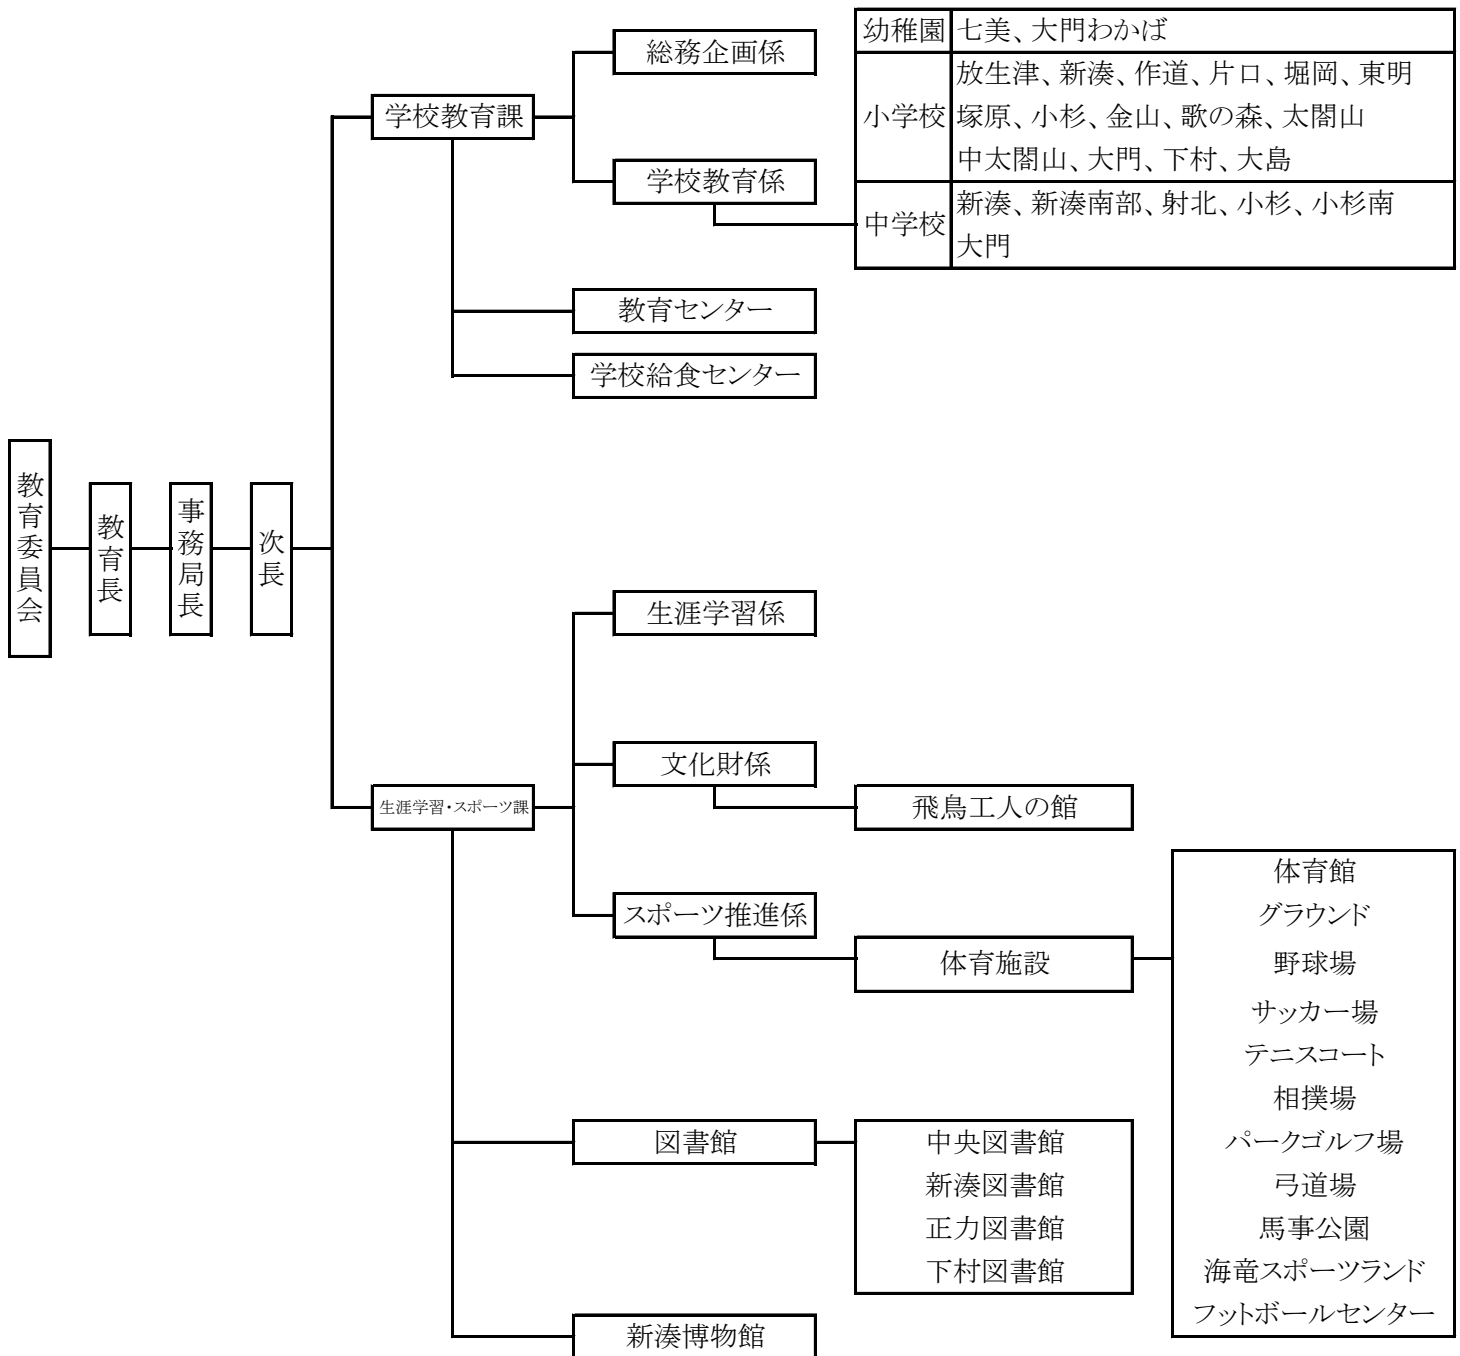 総務企画係
幼稚園
七美、大門わかば
学校教育課
小学校
放生津、新湊、作道、片口、堀岡、東明
塚原、小杉、金山、歌の森、太閤山
中太閤山、大門、下村、大島
学校教育係
中学校
新湊、新湊南部、射北、小杉、小杉南
大門
教育センター
学校給食センター
教育委員会
教育長
事務局長
次長
生涯学習係
文化財係
生涯学習・スポーツ課
飛鳥工人の館
スポーツ推進係
体育施設
体育館
グラウンド
野球場
サッカー場
テニスコート
相撲場
パークゴルフ場
弓道場
馬事公園
海竜スポーツランド
フットボールセンター
図書館
中央図書館
新湊図書館
正力図書館
下村図書館
新湊博物館